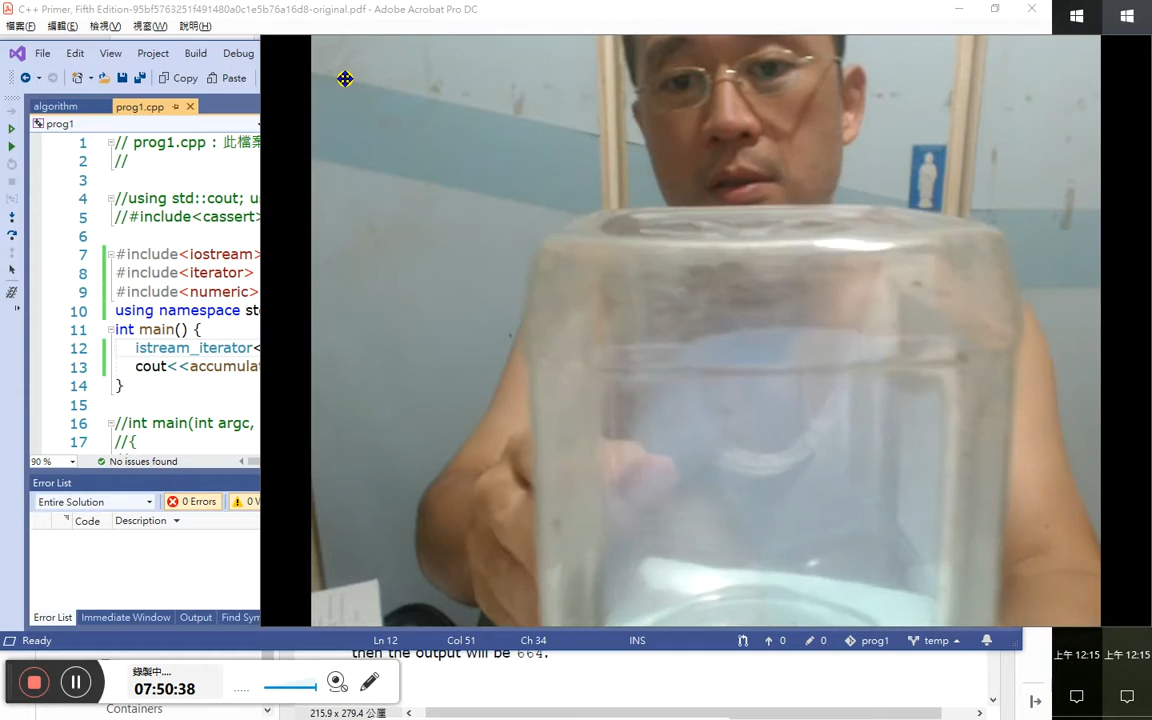 C++ Primer, Fifth Edition-95bf5763251f491480a0c1e5b76a16d8-original.pdf - Adobe Acrobat Pro DC
檔案(F) 編輯(E) 檢視(V) 視窗(W) 說明(H)
File Edit View Project Build Debug
Copy Paste
algorithm prog1.cpp
prog1
1 // prog1.cpp : 此檔案
2 //
3
4 //using std::cout; us
5 //#include<cassert>
6
7 #include<iostream>
8 #include<iterator>
9 #include<numeric>
10 using namespace std
11 int main() {
12 istream_iterator<
13 cout<<accumulat
14 }
15
16 //int main(int argc,
17 //{
90 % No issues found
Error List
Entire Solution 0 Errors 0 W
Code Description
Error List Immediate Window Output Find Sym
Ready Ln 12 Col 51 Ch 34 INS 0 0 prog1 temp
then the output will be 664.
錄製中....
07:50:38
Containers
215.9 x 279.4 公釐
上午 12:15 上午 12:15